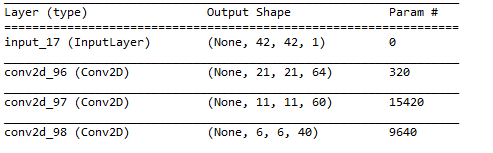 Layer (type) Output Shape Param #
input_17 (InputLayer) (None, 42, 42, 1) 0
conv2d_96 (Conv2D) (None, 21, 21, 64) 320
conv2d_97 (Conv2D) (None, 11, 11, 60) 15420
conv2d_98 (Conv2D) (None, 6, 6, 40) 9640